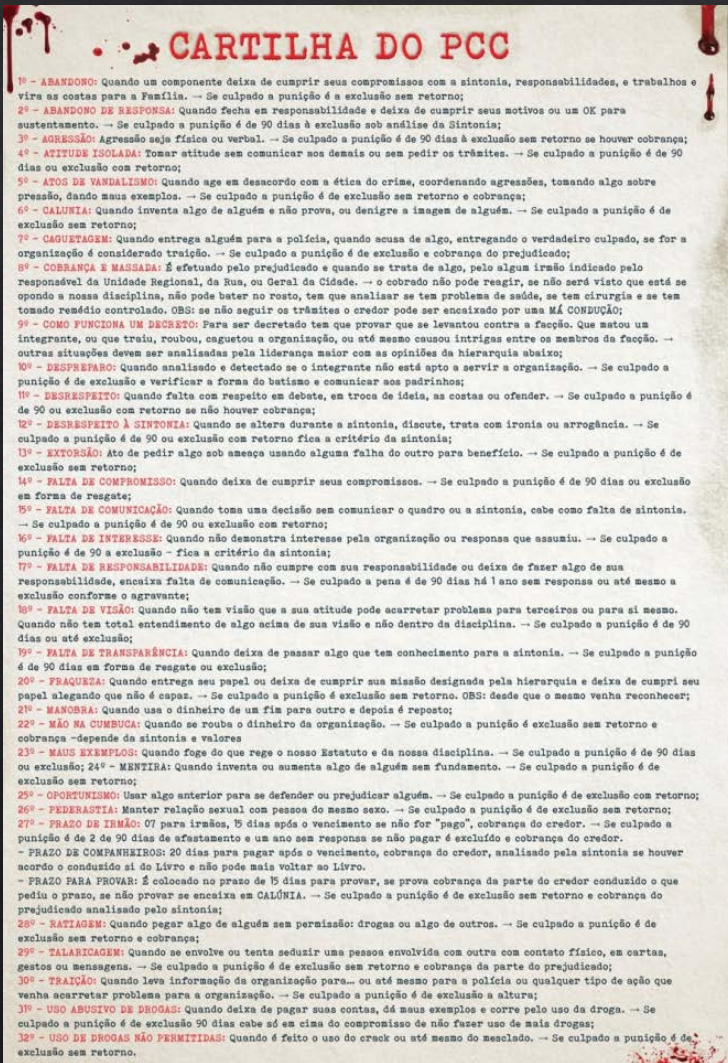 CARTILHA DO PCC
1º - ABANDONO: Quando um componente deixa de cumprir seus compromissos com a sintonia, responsabilidades, e trabalhos e
vira as costas para a Família. → Se culpado a punição é a exclusão sem retorno;
2º - ABANDONO DE RESPONSA: Quando fecha em responsabilidade e deixa de cumprir seus motivos ou um OK para
sustentamento. → Se culpado a punição é de 90 dias à exclusão sob análise da Sintonia;
3º - AGRESSÃO: Agressão seja física ou verbal. → Se culpado a punição é de 90 dias à exclusão sem retorno se houver cobrança;
4º - ATITUDE ISOLADA: Tomar atitude sem comunicar aos demais ou sem pedir os trâmites. → Se culpado a punição é de 90
dias ou exclusão com retorno;
5º - ATOS DE VANDALISMO: Quando age em desacordo com a ética do crime, coordenando agressões, tomando algo sobre
pressão, dando maus exemplos. → Se culpado a punição é de exclusão sem retorno e cobrança;
6º - CALUNIA: Quando inventa algo de alguém e não prova, ou denigre a imagem de alguém. → Se culpado a punição é de
exclusão sem retorno;
7º - CAGUETAGEM: Quando entrega alguém para a polícia, quando acusa de algo, entregando o verdadeiro culpado, se for a
organização é considerado traição. → Se culpado a punição é de exclusão e cobrança do prejudicado;
8º - COBRANÇA E MASSADA: É efetuado pelo prejudicado e quando se trata de algo, pelo algum irmão indicado pelo
responsável da Unidade Regional, da Rua, ou Geral da Cidade. → o cobrado não pode reagir, se não será visto que está se
opondo a nossa disciplina, não pode bater no rosto, tem que analisar se tem problema de saúde, se tem cirurgia e se tem
tomado remédio controlado. OBS: se não seguir os trâmites o credor pode ser encaixado por uma MÁ CONDUÇÃO;
9º - COMO FUNCIONA UM DECRETO: Para ser decretado tem que provar que se levantou contra a facção. Que matou um
integrante, ou que traiu, roubou, caguetou a organização, ou até mesmo causou intrigas entre os membros da facção. →
outras situações devem ser analisadas pela liderança maior com as opiniões da hierarquia abaixo;
10º - DESPREPARO: Quando analisado e detectado se o integrante não está apto a servir a organização. → Se culpado a
punição é de exclusão e verificar a forma do batismo e comunicar aos padrinhos;
11º - DESRESPEITO: Quando falta com respeito em debate, em troca de ideia, as costas ou ofender. → Se culpado a punição é
de 90 ou exclusão com retorno se não houver cobrança;
12º - DESRESPEITO À SINTONIA: Quando se altera durante a sintonia, discute, trata com ironia ou arrogância. → Se
culpado a punição é de 90 ou exclusão com retorno fica a critério da sintonia;
13º - EXTORSÃO: Ato de pedir algo sob ameaça usando alguma falha do outro para benefício. → Se culpado a punição é de
exclusão sem retorno;
14º - FALTA DE COMPROMISSO: Quando deixa de cumprir seus compromissos. → Se culpado a punição é de 90 dias ou exclusão
em forma de resgate;
15º - FALTA DE COMUNICAÇÃO: Quando toma uma decisão sem comunicar o quadro ou a sintonia, cabe como falta de sintonia.
→ Se culpado a punição é de 90 ou exclusão com retorno;
16º - FALTA DE INTERESSE: Quando não demonstra interesse pela organização ou responsa que assumiu. → Se culpado a
punição é de 90 a exclusão - fica a critério da sintonia;
17º - FALTA DE RESPONSABILIDADE: Quando não cumpre com sua responsabilidade ou deixa de fazer algo de sua
responsabilidade, encaixa falta de comunicação. → Se culpado a pena é de 90 dias há 1 ano sem responsa ou até mesmo a
exclusão conforme o agravante;
18º - FALTA DE VISÃO: Quando não tem visão que a sua atitude pode acarretar problema para terceiros ou para si mesmo.
Quando não tem total entendimento de algo acima de sua visão e não dentro da disciplina. → Se culpado a punição é de 90
dias ou até exclusão;
19º - FALTA DE TRANSPARÊNCIA: Quando deixa de passar algo que tem conhecimento para a sintonia. → Se culpado a punição
é de 90 dias em forma de resgate ou exclusão;
20º - FRAQUEZA: Quando entrega seu papel ou deixa de cumprir sua missão designada pela hierarquia e deixa de cumpri seu
papel alegando que não é capaz. → Se culpado a punição é exclusão sem retorno. OBS: desde que o mesmo venha reconhecer;
21º - MANOBRA: Quando usa o dinheiro de um fim para outro e depois é reposto;
22º - MÃO NA CUMBUCA: Quando se rouba o dinheiro da organização. → Se culpado a punição é exclusão sem retorno e
cobrança -depende da sintonia e valores
23º - MAUS EXEMPLOS: Quando foge do que rege o nosso Estatuto e da nossa disciplina. → Se culpado a punição é de 90 dias
ou exclusão; 24º - MENTIRA: Quando inventa ou aumenta algo de alguém sem fundamento. → Se culpado a punição é de
exclusão sem retorno;
25º - OPORTUNISMO: Usar algo anterior para se defender ou prejudicar alguém. → Se culpado a punição é exclusão com retorno;
26º - PEDERASTIA: Manter relação sexual com pessoa do mesmo sexo. → Se culpado a punição é de exclusão sem retorno;
27º - PRAZO DE IRMÃO: 07 para irmãos, 15 dias após o vencimento se não for "pago", cobrança do credor. → Se culpado a
punição é de 2 de 90 dias de afastamento e um ano sem responsa se não pagar é excluído e cobrança do credor.
- PRAZO DE COMPANHEIROS: 20 dias para pagar após o vencimento, cobrança do credor, analisado pela sintonia se houver
acordo o conduzido si do Livro e não pode mais voltar ao Livro.
- PRAZO PARA PROVAR: É colocado no prazo de 15 dias para provar, se prova cobrança da parte do credor conduzido o que
pediu o prazo, se não provar se encaixa em CALÚNIA. → Se culpado a punição é de exclusão sem retorno e cobrança do
prejudicado analisado pelo sintonia;
28º - RATIAGEM: Quando pegar algo de alguém sem permissão: drogas ou algo de outros. → Se culpado a punição é de
exclusão sem retorno e cobrança;
29º - TALARICAGEM: Quando se envolve ou tenta seduzir uma pessoa envolvida com outra com contato físico, em cartas,
gestos ou mensagens. → Se culpado a punição é de exclusão sem retorno e cobrança da parte do prejudicado;
30º - TRAIÇÃO: Quando leva informação da organização para... ou até mesmo para a polícia ou qualquer tipo de ação que
venha acarretar problema para a organização. → Se culpado a punição é de exclusão a altura;
31º - USO ABUSIVO DE DROGAS: Quando deixa de pagar suas contas, dá maus exemplos e corre pelo uso da droga. → Se
culpado a punição é de exclusão 90 dias cabe só em cima do compromisso de não fazer uso de mais drogas;
32º - USO DE DROGAS NÃO PERMITIDAS: Quando é feito o uso do crack ou até mesmo do mesclado. → Se culpado a punição é de
exclusão sem retorno.